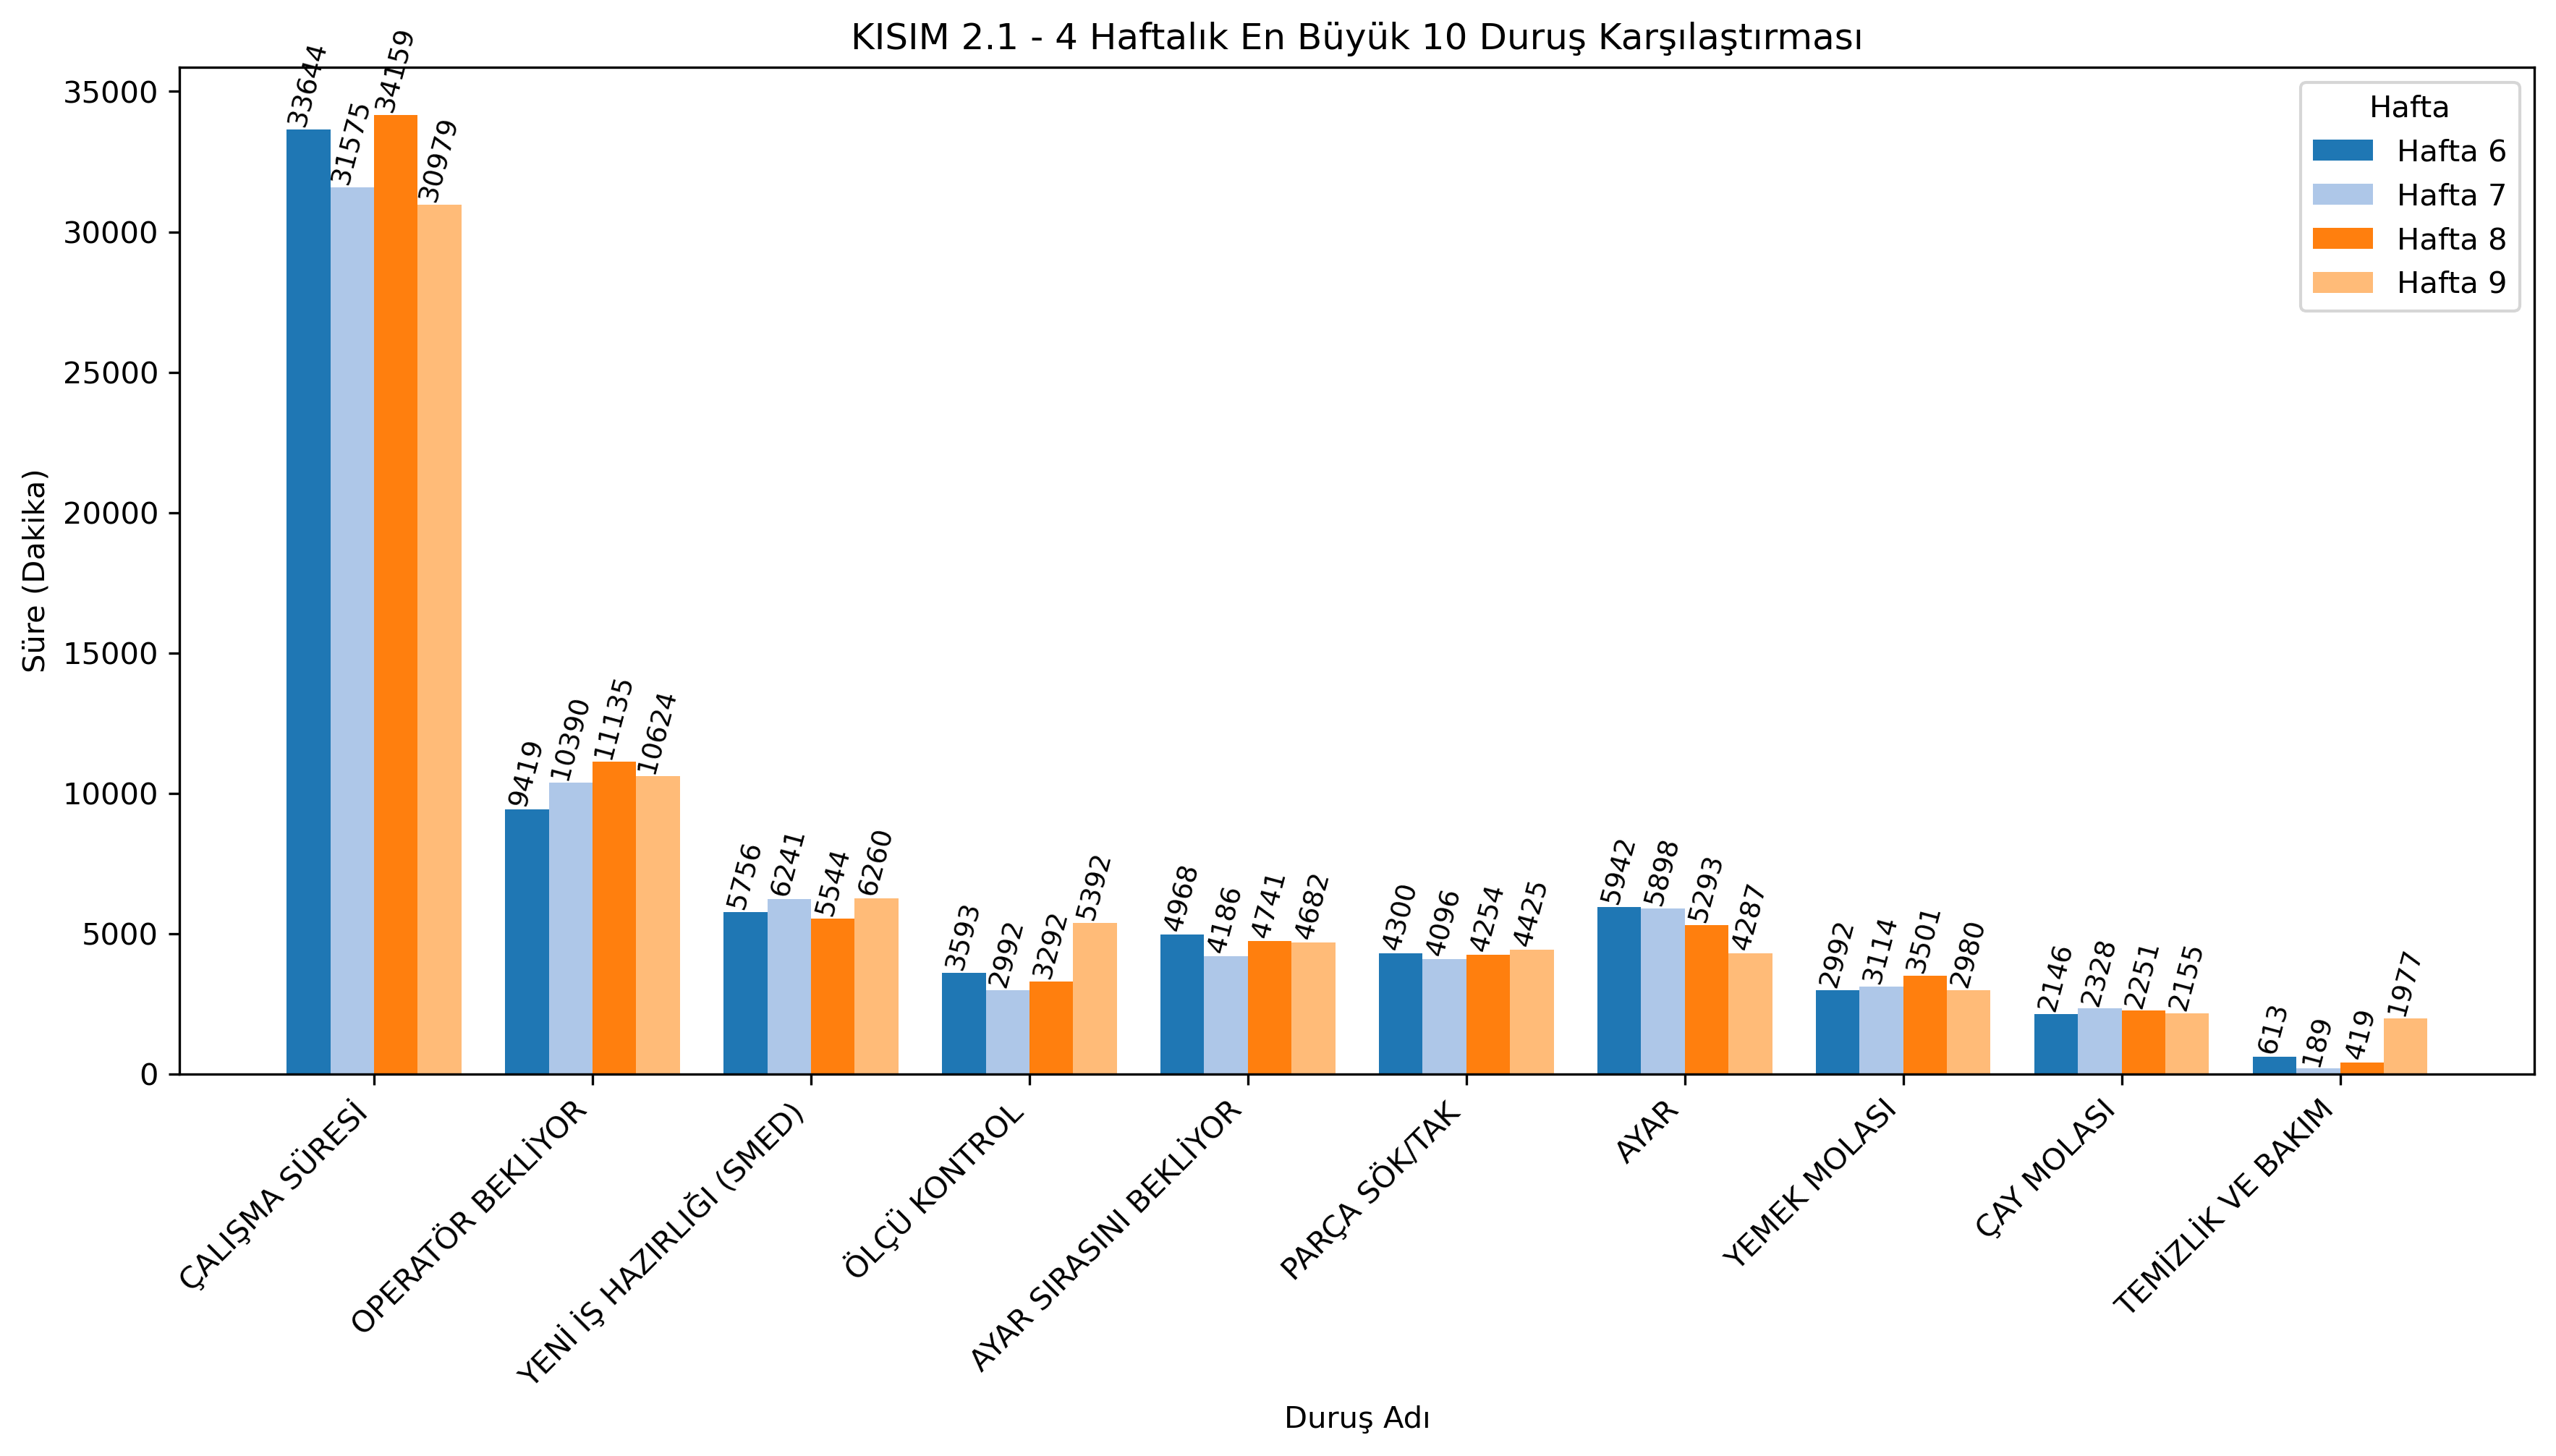 KISIM 2.1 - 4 Haftalık En Büyük 10 Duruş Karşılaştırması
Hafta
Hafta 6
Hafta 7
Hafta 8
Hafta 9
Süre (Dakika)
35000
30000
25000
20000
15000
10000
5000
0
33644
31575
34159
30979
9419
10390
11135
10624
5756
6241
5544
6260
3593
2992
3292
5392
4968
4186
4741
4682
4300
4096
4254
4425
5942
5898
5293
4287
2992
3114
3501
2980
2146
2328
2251
2155
613
189
419
1977
ÇALIŞMA SÜRESİ
OPERATÖR BEKLİYOR
YENİ İŞ HAZIRLIĞI (SMED)
ÖLÇÜ KONTROL
AYAR SIRASINI BEKLİYOR
PARÇA SÖK/TAK
AYAR
YEMEK MOLASI
ÇAY MOLASI
TEMİZLİK VE BAKIM
Duruş Adı